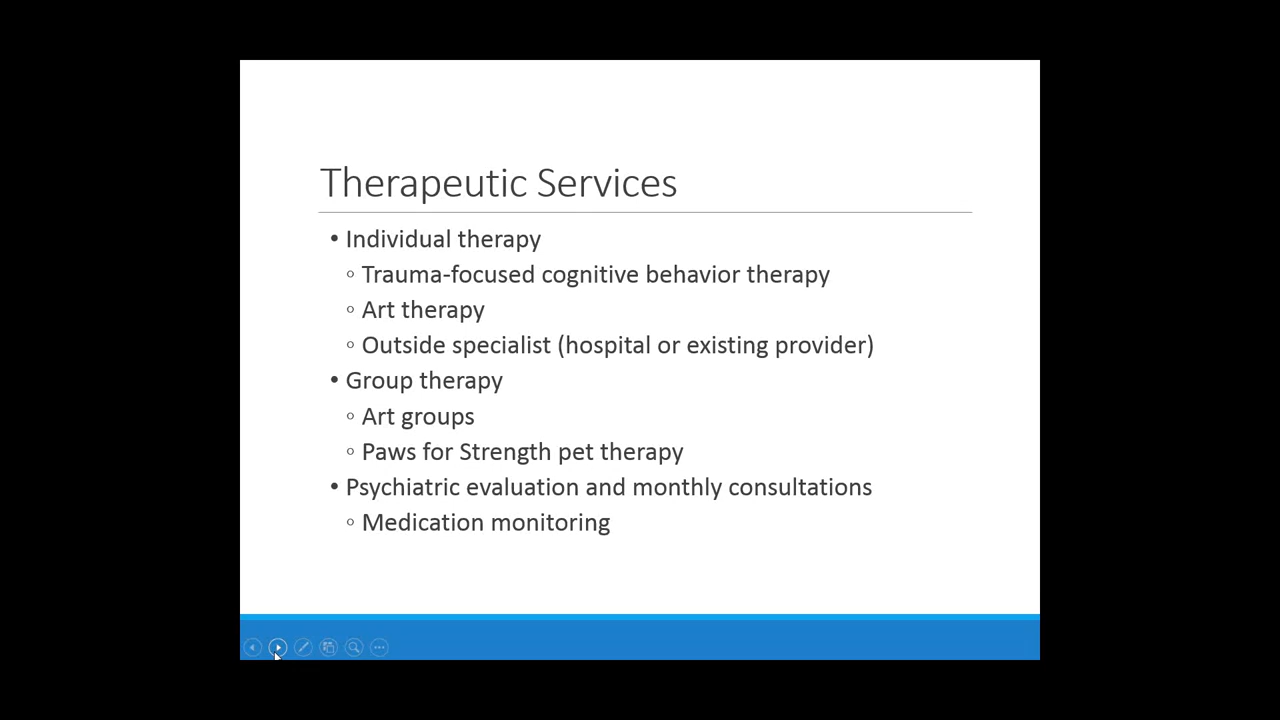 Therapeutic Services
• Individual therapy
◦ Trauma-focused cognitive behavior therapy
◦ Art therapy
◦ Outside specialist (hospital or existing provider)
• Group therapy
◦ Art groups
◦ Paws for Strength pet therapy
• Psychiatric evaluation and monthly consultations
◦ Medication monitoring